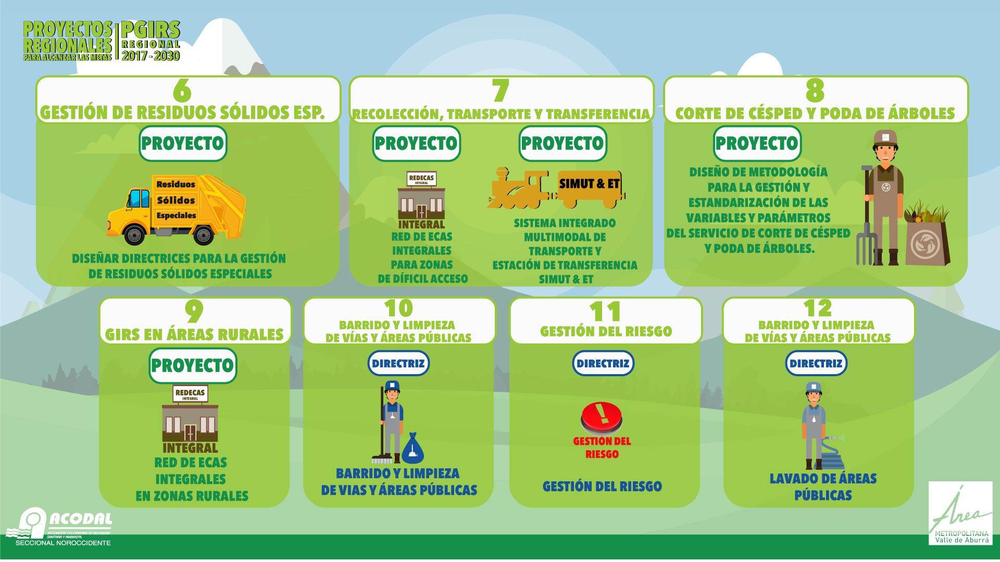 PROYECTOS
REGIONALES
PARA ALCANZAR LAS METAS
PGIRS
REGIONAL
2017 - 2030
6
GESTIÓN DE RESIDUOS SÓLIDOS ESP.
PROYECTO
Residuos
Sólidos
Especiales
DISEÑAR DIRECTRICES PARA LA GESTIÓN
DE RESIDUOS SÓLIDOS ESPECIALES
7
RECOLECCIÓN, TRANSPORTE Y TRANSFERENCIA
PROYECTO
REDECAS
INTEGRAL
INTEGRAL
RED DE ECAS
INTEGRALES
PARA ZONAS
DE DÍFICIL ACCESO
PROYECTO
SIMUT & ET
SISTEMA INTEGRADO
MULTIMODAL DE
TRANSPORTE Y
ESTACIÓN DE TRANSFERENCIA
SIMUT & ET
8
CORTE DE CÉSPED Y PODA DE ÁRBOLES
PROYECTO
DISEÑO DE METODOLOGÍA
PARA LA GESTIÓN Y
ESTANDARIZACIÓN DE LAS
VARIABLES Y PARÁMETROS
DEL SERVICIO DE CORTE DE CÉSPED
Y PODA DE ÁRBOLES.
9
GIRS EN ÁREAS RURALES
PROYECTO
REDECAS
INTEGRAL
INTEGRAL
RED DE ECAS
INTEGRALES
EN ZONAS RURALES
10
BARRIDO Y LIMPIEZA
DE VÍAS Y ÁREAS PÚBLICAS
DIRECTRIZ
BARRIDO Y LIMPIEZA
DE VIAS Y ÁREAS PÚBLICAS
11
GESTIÓN DEL RIESGO
DIRECTRIZ
!
GESTIÓN DEL
RIESGO
GESTIÓN DEL RIESGO
12
BARRIDO Y LIMPIEZA
DE VÍAS Y ÁREAS PÚBLICAS
DIRECTRIZ
LAVADO DE ÁREAS
PÚBLICAS
ACODAL
ASOCIACION COLOMBIANA DE INGENIERIA
SANITARIA Y AMBIENTAL
SECCIONAL NOROCCIDENTE
Área
METROPOLITANA
Valle de Aburrá